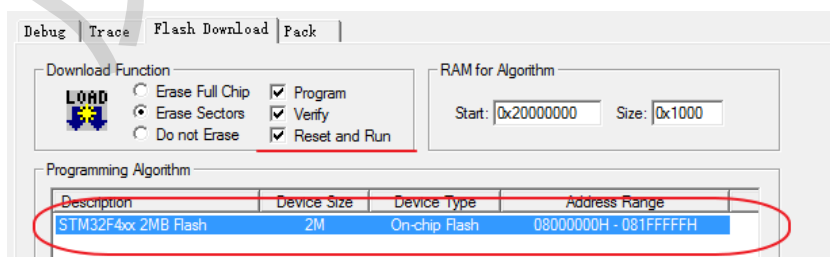 Debug Trace Flash Download Pack
Download Function
LOAD
Erase Full Chip
Erase Sectors
Do not Erase
Program
Verify
Reset and Run
RAM for Algorithm
Start: 0x20000000 Size: 0x1000
Programming Algorithm
Description Device Size Device Type Address Range
STM32F4xx 2MB Flash 2M On-chip Flash 08000000H - 081FFFFFH